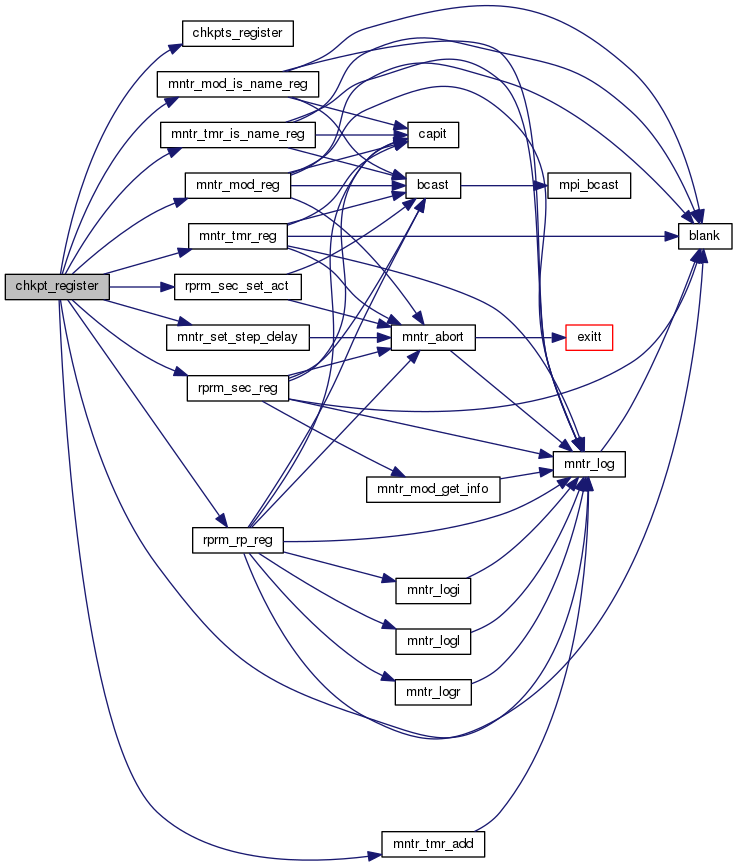 chkpts_register
mntr_mod_is_name_reg
mntr_tmr_is_name_reg
capit
mntr_mod_reg
bcast
mpi_bcast
mntr_tmr_reg
blank
chkpt_register
rprm_sec_set_act
mntr_set_step_delay
mntr_abort
exitt
rprm_sec_reg
mntr_log
mntr_mod_get_info
rprm_rp_reg
mntr_logi
mntr_logl
mntr_logr
mntr_tmr_add